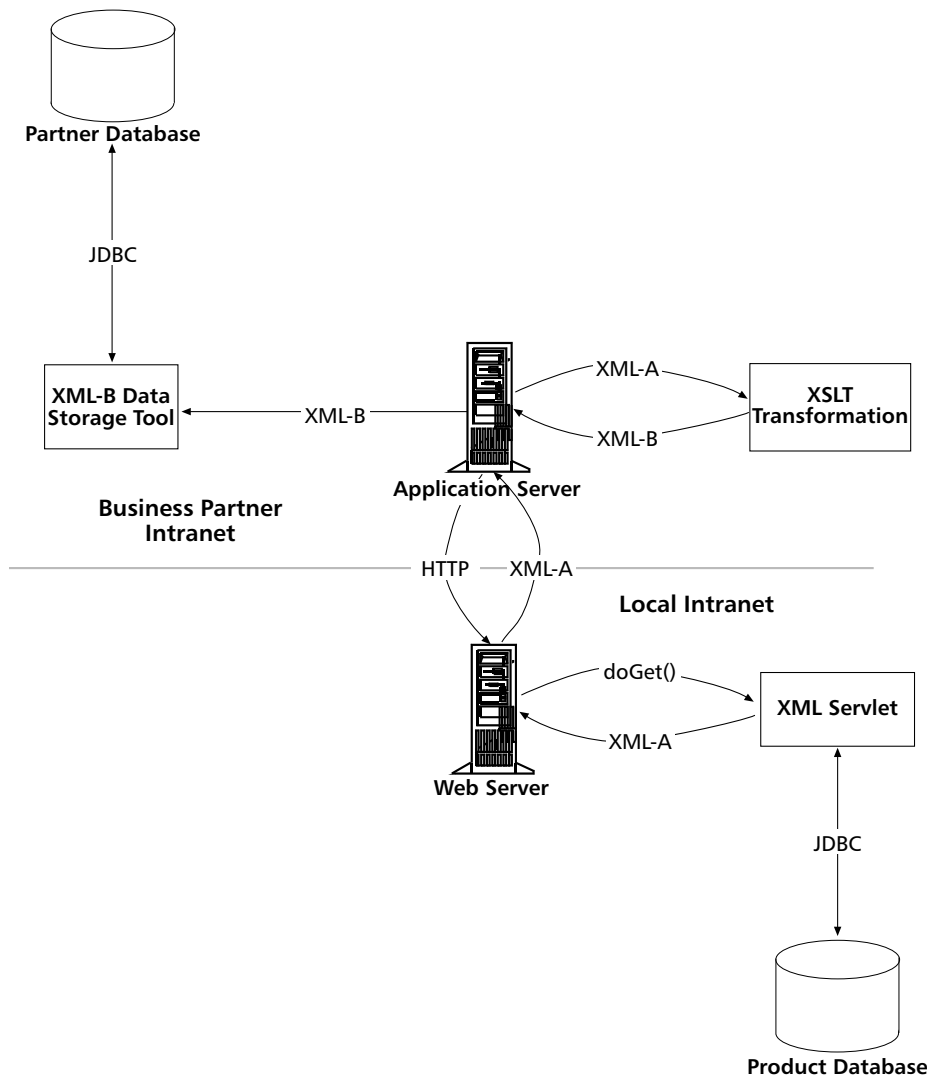 Partner Database
JDBC
XML-B Data
Storage Tool
XML-B
XML-A
XML-B
XSLT
Transformation
Application Server
Business Partner
Intranet
HTTP
XML-A
Local Intranet
doGet()
XML-A
XML Servlet
Web Server
JDBC
Product Database